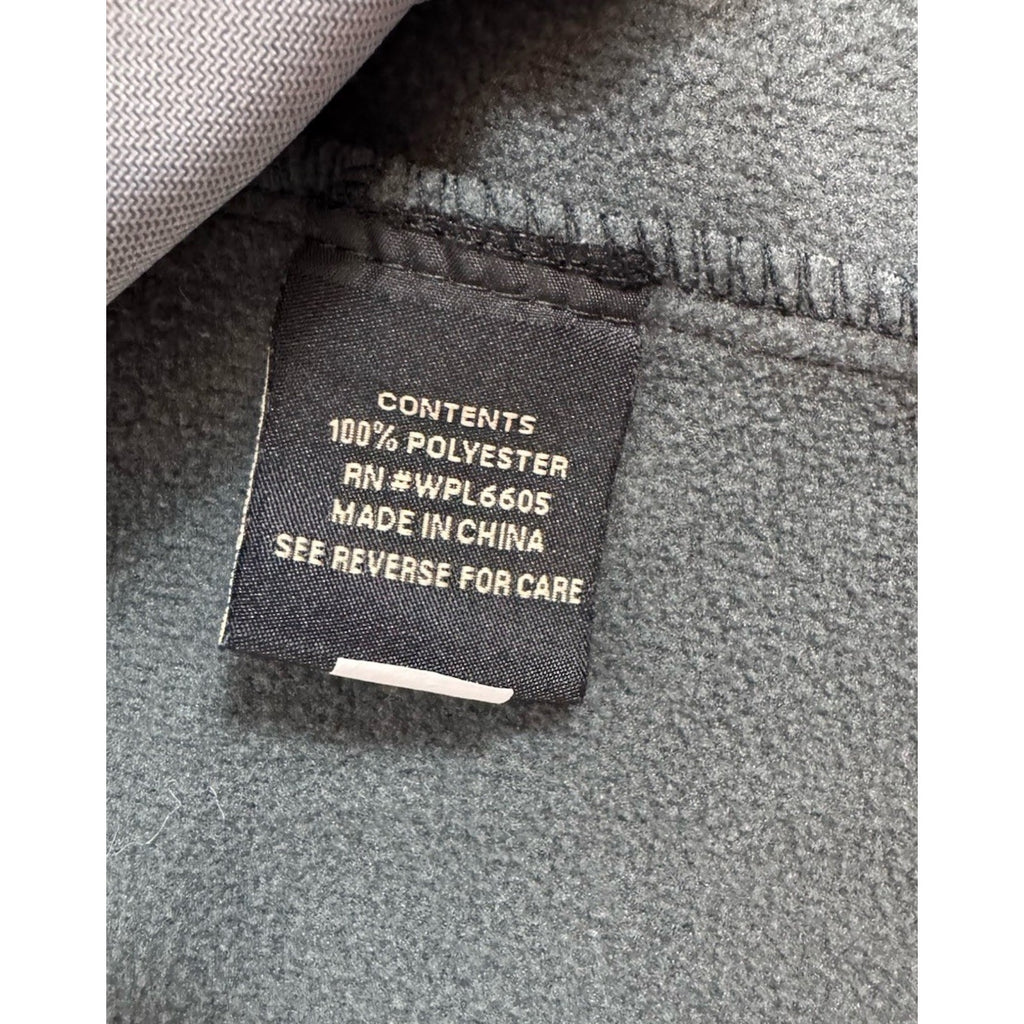 CONTENTS
100% POLYESTER
RN #WPL6605
MADE IN CHINA
SEE REVERSE FOR CARE